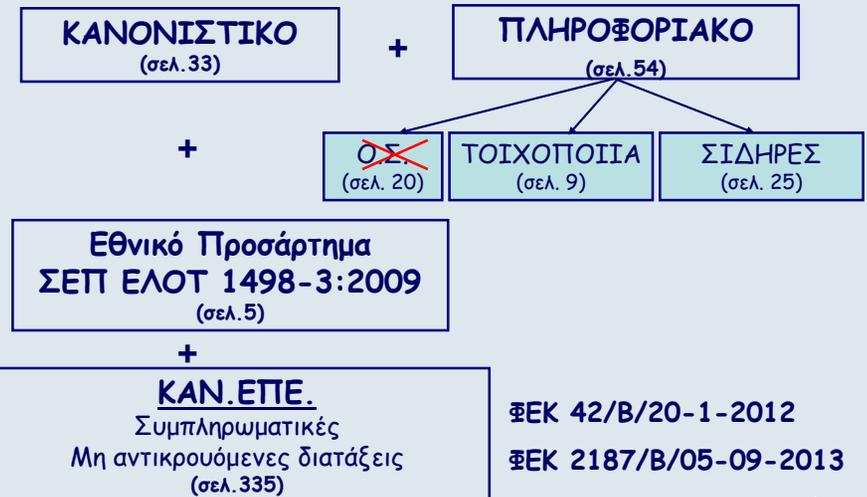 ΚΑΝΟΝΙΣΤΙΚΟ
(σελ.33)
+
ΠΛΗΡΟΦΟΡΙΑΚΟ
(σελ.54)
+
Ο.Σ.
(σελ. 20)
ΤΟΙΧΟΠΟΙΙΑ
(σελ. 9)
ΣΙΔΗΡΕΣ
(σελ. 25)
Εθνικό Προσάρτημα
ΣΕΠ ΕΛΟΤ 1498-3:2009
(σελ.5)
+
ΚΑΝ.ΕΠΕ.
Συμπληρωματικές
Μη αντικρουόμενες διατάξεις
(σελ.335)
ΦΕΚ 42/Β/20-1-2012
ΦΕΚ 2187/Β/05-09-2013